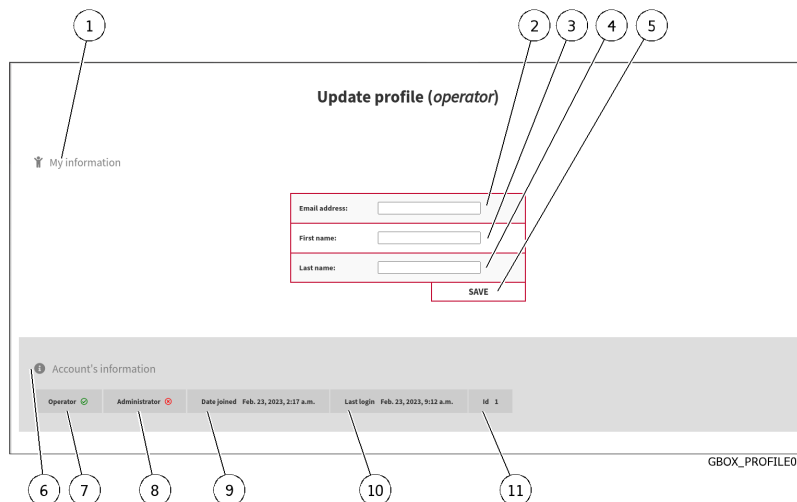 1 2 3 4 5
Update profile (operator)
My information
Email address:
First name:
Last name:
SAVE
Account's information
Operator Administrator Date joined Feb. 23, 2023, 2:17 a.m. Last login Feb. 23, 2023, 9:12 a.m. Id 1
GBOX_PROFILE0
6 7 8 9 10 11